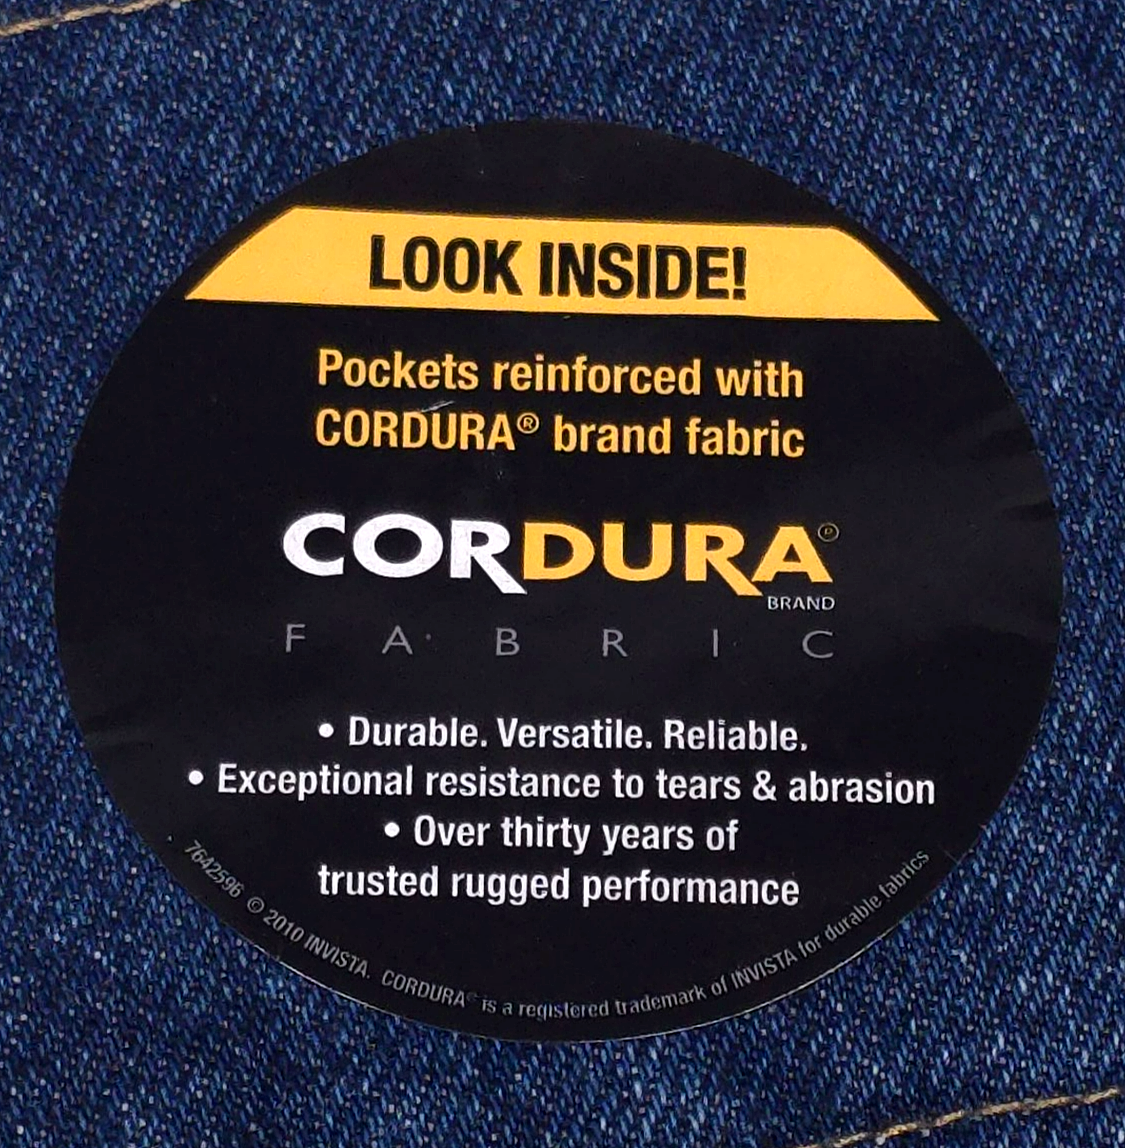 LOOK INSIDE!
Pockets reinforced with
CORDURA® brand fabric
CORDURA®
BRAND
FABRIC
• Durable. Versatile. Reliable.
• Exceptional resistance to tears & abrasion
• Over thirty years of
trusted rugged performance
7642596 © 2010 INVISTA. CORDURA® is a registered trademark of INVISTA for durable fabrics